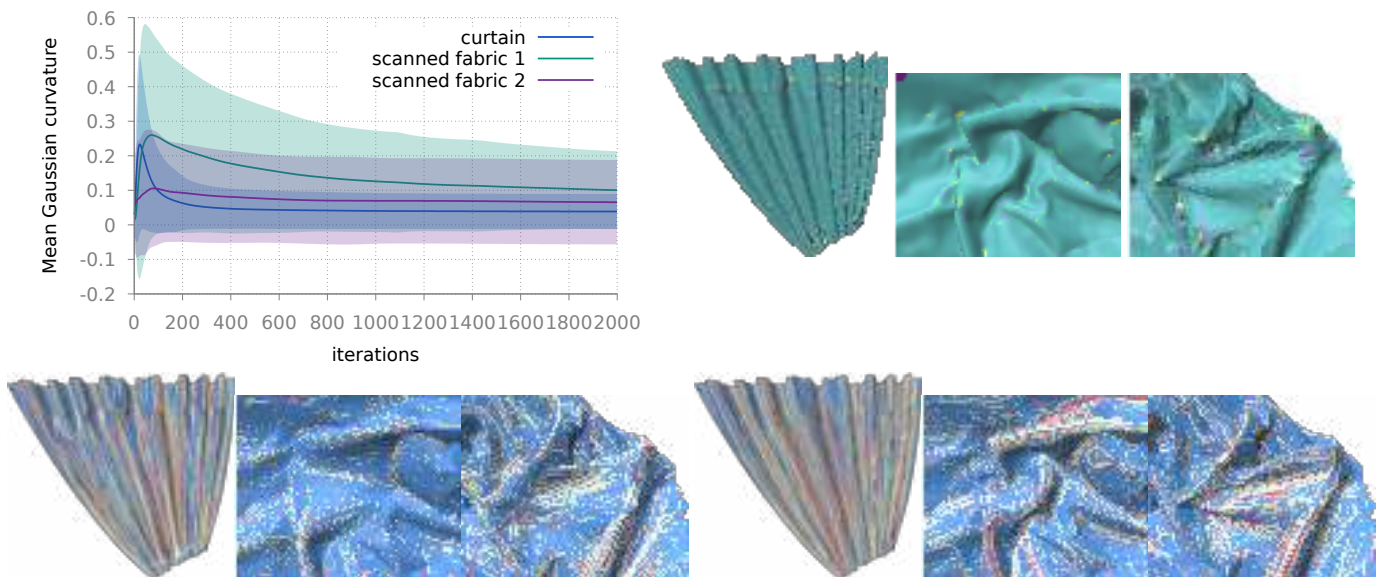 0.6
0.5
0.4
0.3
0.2
0.1
0
-0.1
-0.2
Mean Gaussian curvature
curtain
scanned fabric 1
scanned fabric 2
0 200 400 600 800 1000 1200 1400 1600 1800 2000
iterations